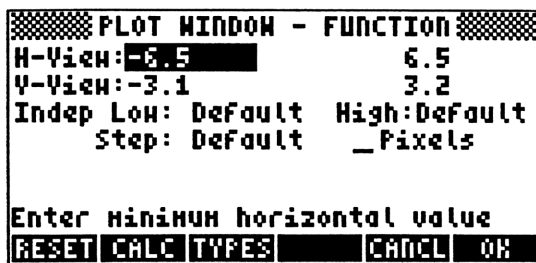 PLOT WINDOW - FUNCTION
H-View:-6.5 6.5
V-View:-3.1 3.2
Indep Low: Default High:Default
Step: Default _Pixels
Enter minimum horizontal value
RESET CALC TYPES CANCL OK